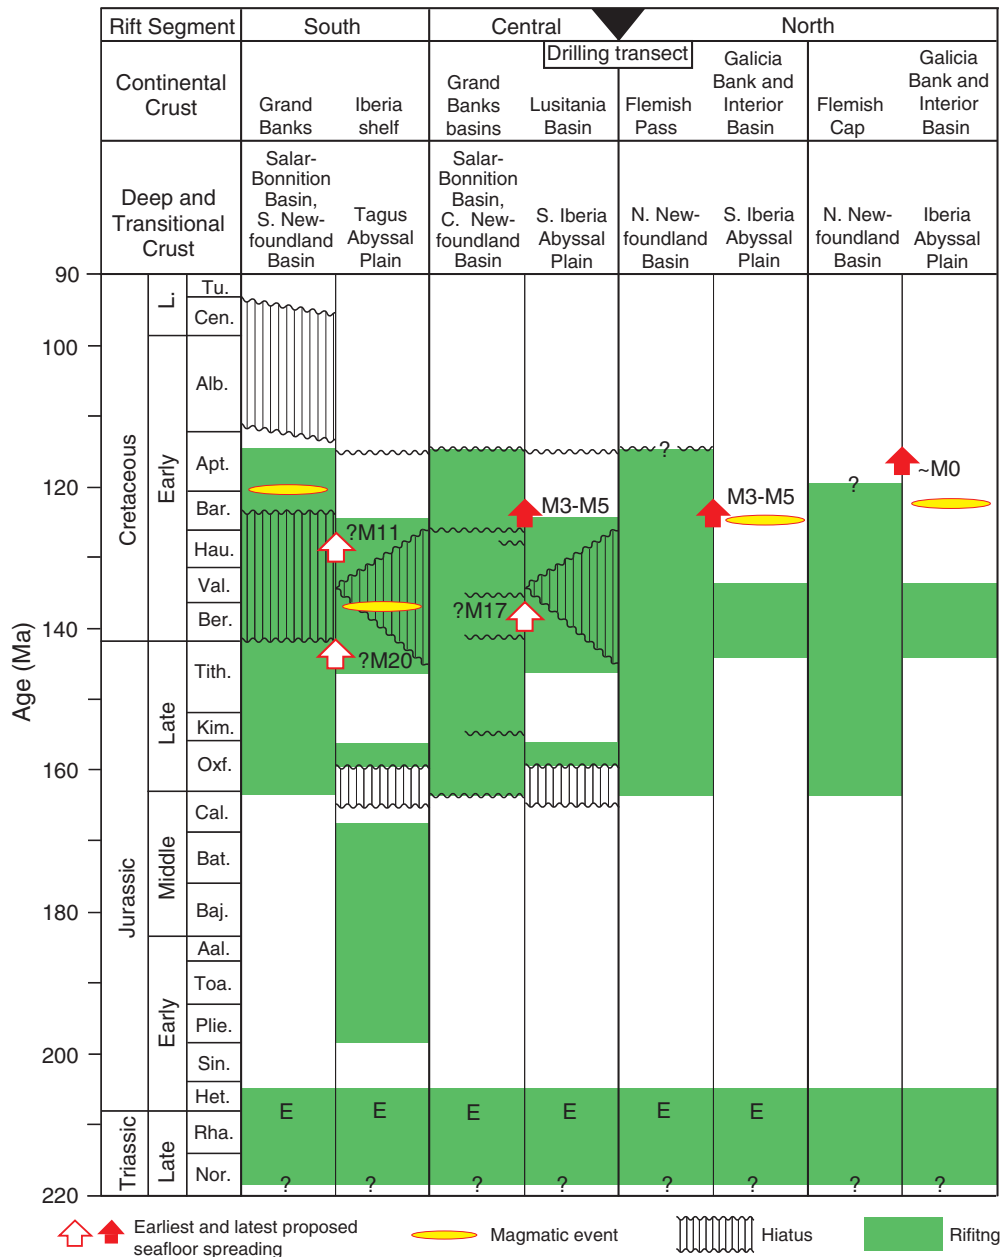 Rift Segment
South
Central
North
Drilling transect
Continental
Crust
Grand
Banks
Iberia
shelf
Grand
Banks
basins
Lusitania
Basin
Flemish
Pass
Galicia
Bank and
Interior
Basin
Flemish
Cap
Galicia
Bank and
Interior
Basin
Deep and
Transitional
Crust
Salar-
Bonnition
Basin,
S. New-
foundland
Basin
Tagus
Abyssal
Plain
Salar-
Bonnition
Basin,
C. New-
foundland
Basin
S. Iberia
Abyssal
Plain
N. New-
foundland
Basin
S. Iberia
Abyssal
Plain
N. New-
foundland
Basin
Iberia
Abyssal
Plain
Age (Ma)
90
100
120
140
160
180
200
220
Cretaceous
Jurassic
Triassic
L.
Early
Late
Middle
Early
Late
Tu.
Cen.
Alb.
Apt.
Bar.
Hau.
Val.
Ber.
Tith.
Kim.
Oxf.
Cal.
Bat.
Baj.
Aal.
Toa.
Plie.
Sin.
Het.
Rha.
Nor.
?
~M0
?
M3-M5
M3-M5
?M11
?M17
?M20
E E E E E E
? ? ? ? ? ? ? ?
Earliest and latest proposed
seafloor spreading
Magmatic event
Hiatus
Rifitng